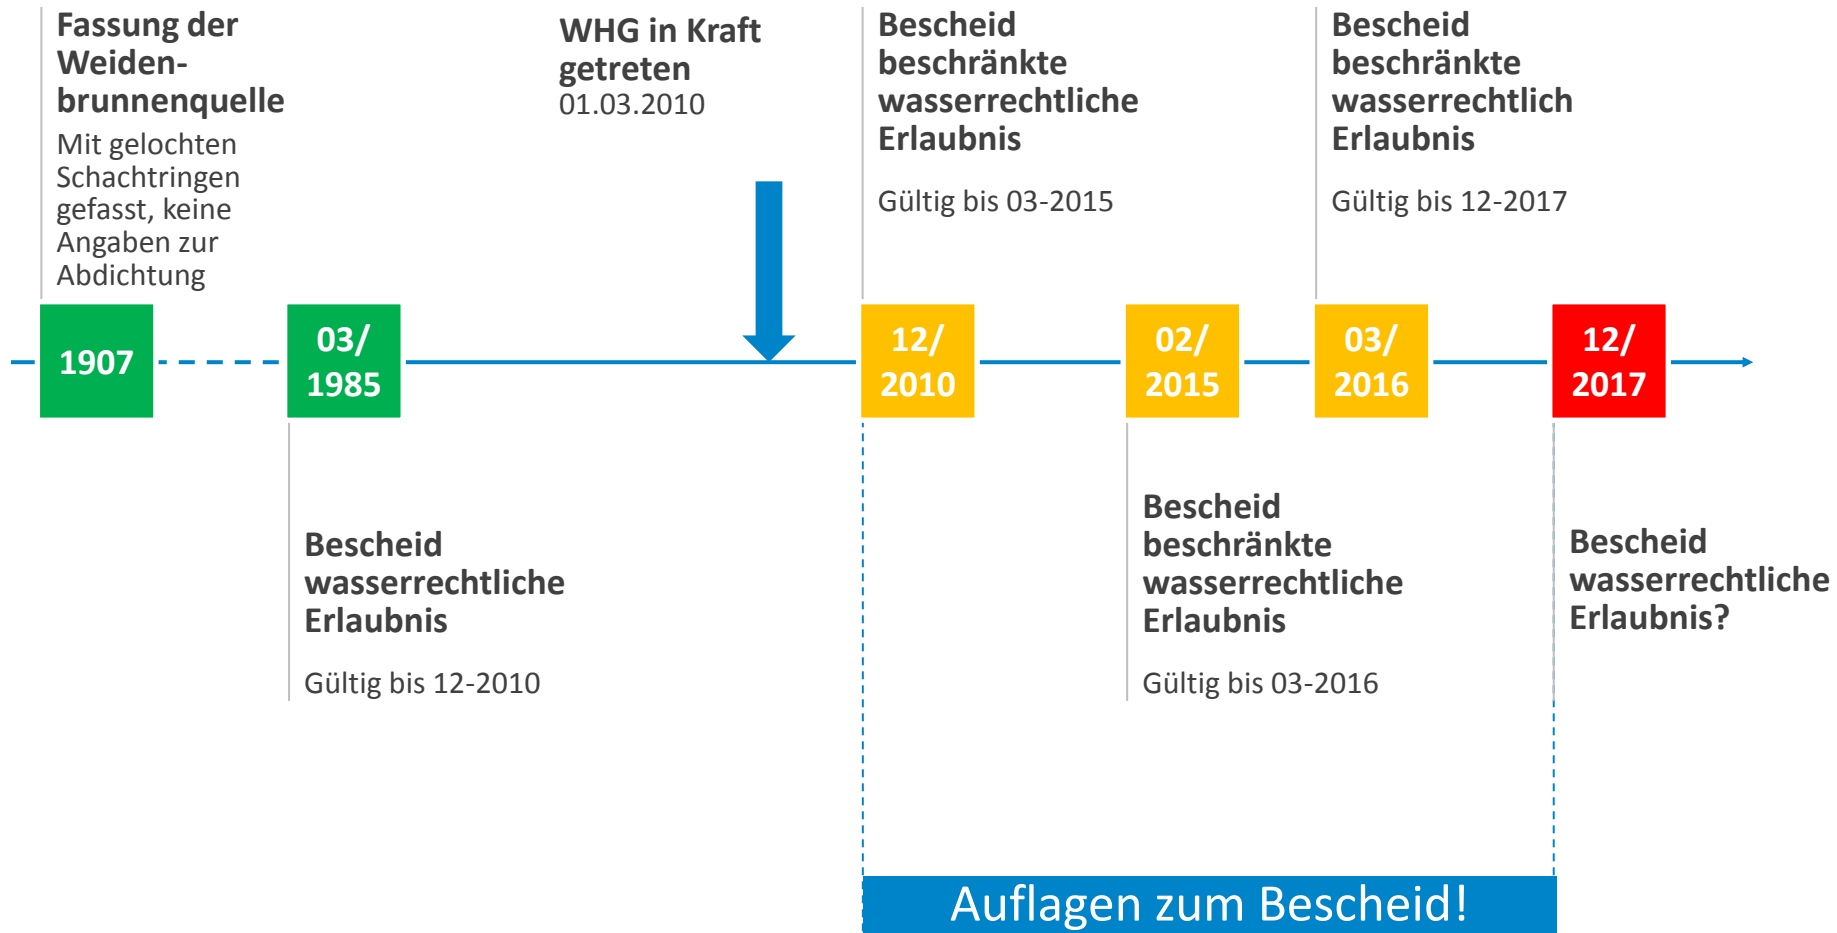 Fassung der
Weiden-
brunnenquelle
Mit gelochten
Schachtringen
gefasst, keine
Angaben zur
Abdichtung
WHG in Kraft
getreten
01.03.2010
Bescheid
beschränkte
wasserrechtliche
Erlaubnis
Gültig bis 03-2015
Bescheid
beschränkte
wasserrechtlich
Erlaubnis
Gültig bis 12-2017
1907
03/
1985
12/
2010
02/
2015
03/
2016
12/
2017
Bescheid
wasserrechtliche
Erlaubnis
Gültig bis 12-2010
Bescheid
beschränkte
wasserrechtliche
Erlaubnis
Gültig bis 03-2016
Bescheid
wasserrechtliche
Erlaubnis?
Auflagen zum Bescheid!